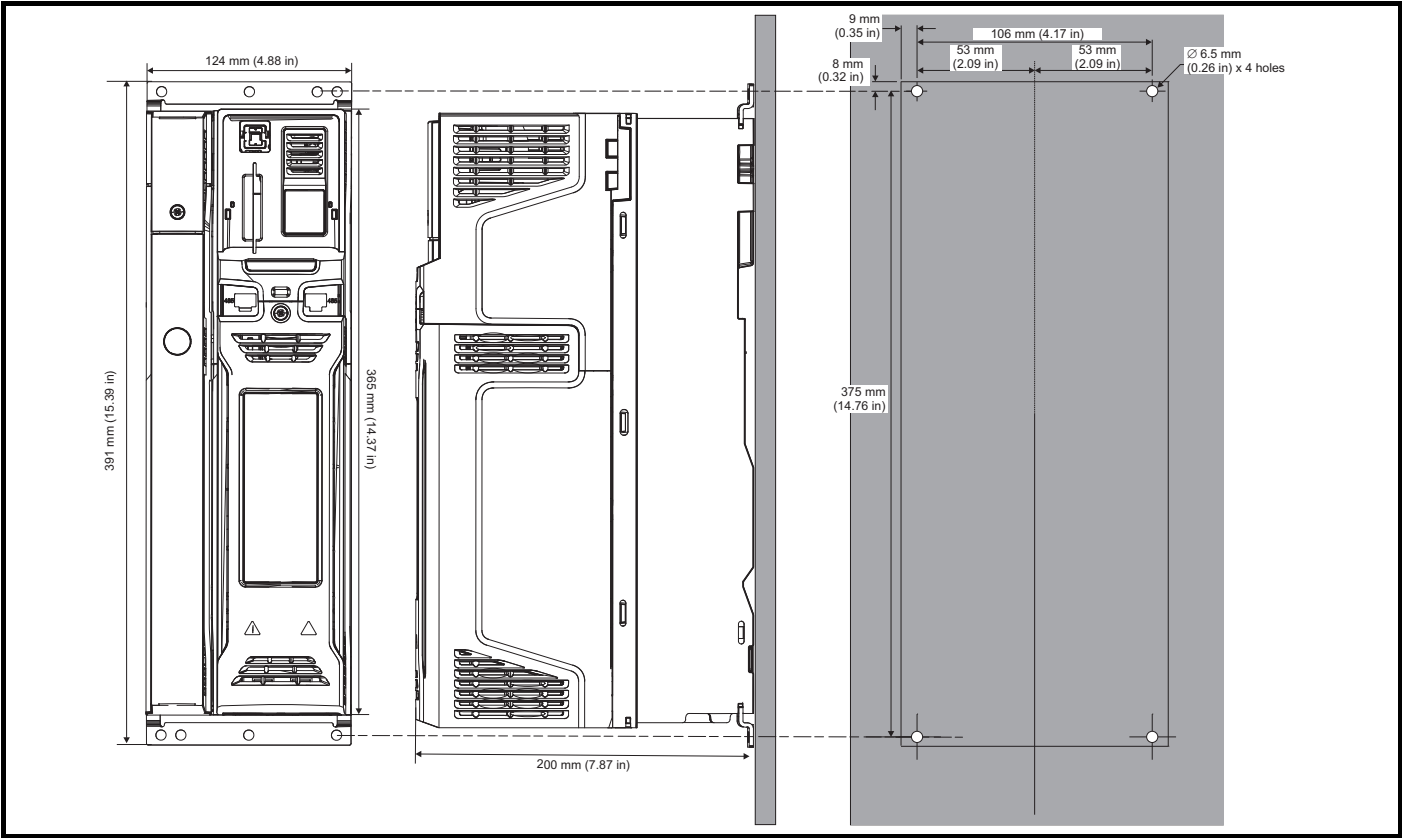 124 mm (4.88 in)
391 mm (15.39 in)
365 mm (14.37 in)
200 mm (7.87 in)
9 mm
(0.35 in)
106 mm (4.17 in)
53 mm
(2.09 in)
53 mm
(2.09 in)
8 mm
(0.32 in)
∅ 6.5 mm
(0.26 in) x 4 holes
375 mm
(14.76 in)